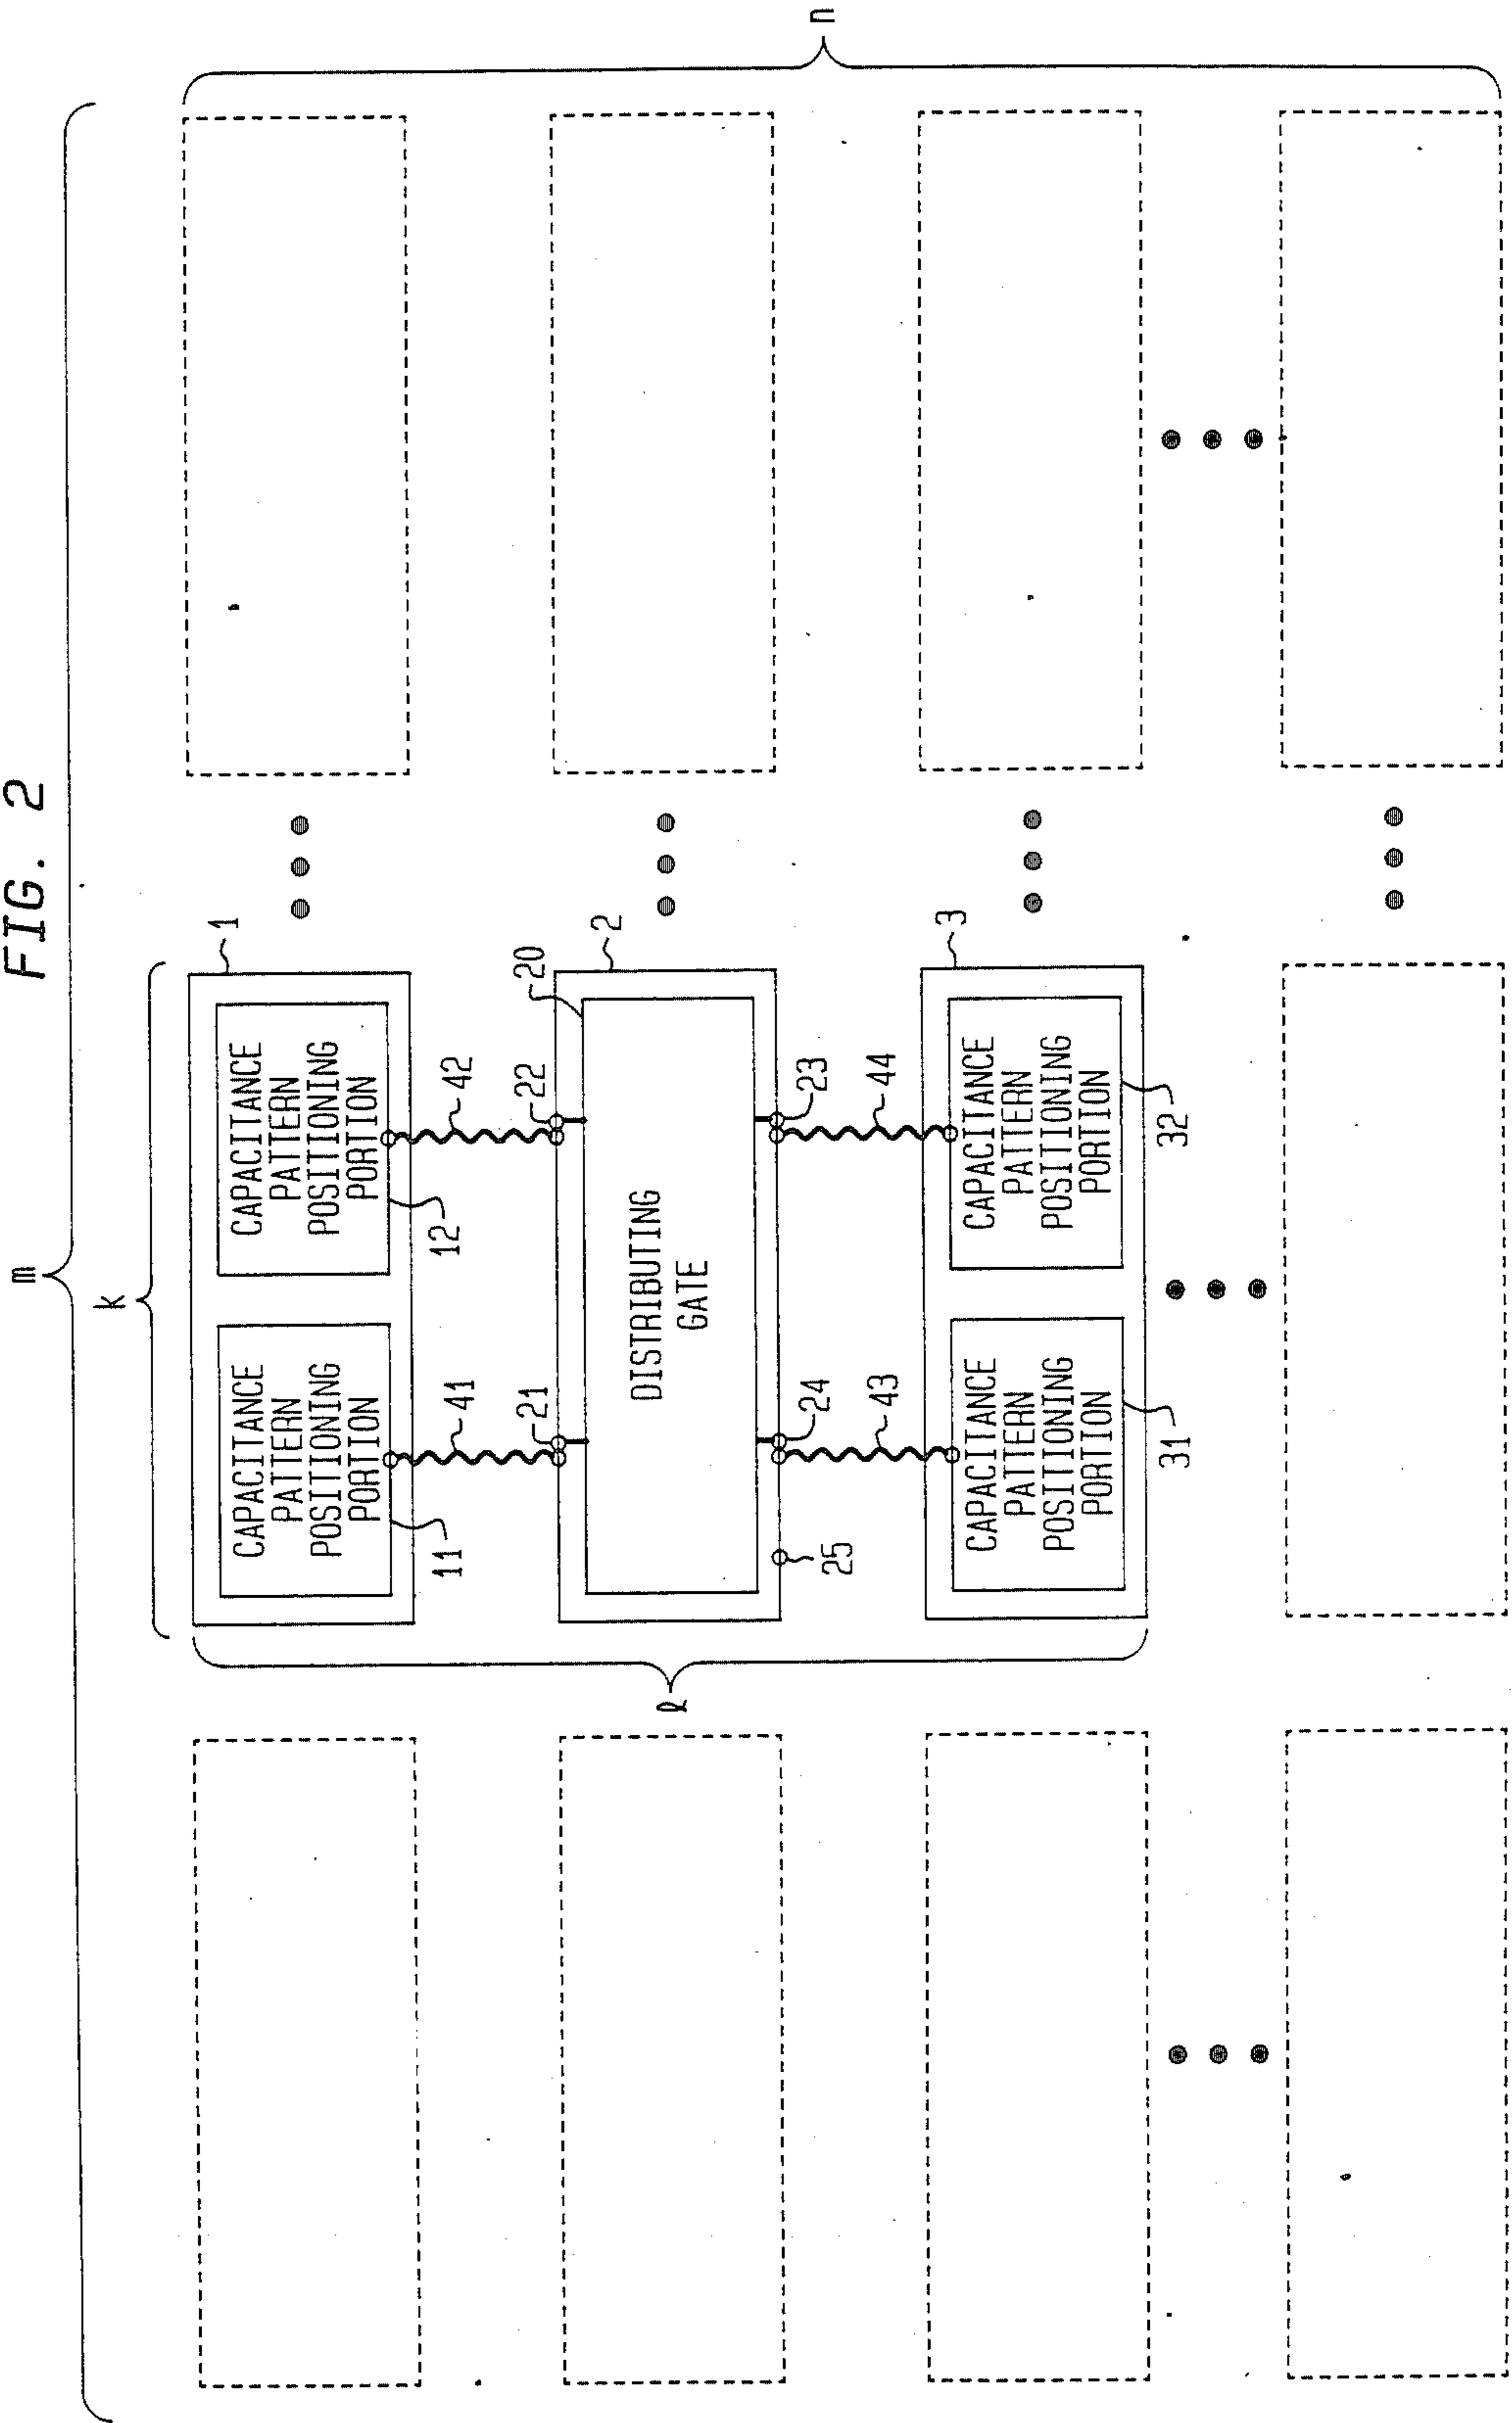 FIG. 2
m
k
1
CAPACITANCE
PATTERN
POSITIONING
PORTION
CAPACITANCE
PATTERN
POSITIONING
PORTION
11
12
41
42
21
22
20
2
ℓ
DISTRIBUTING
GATE
25
24
23
n
43
44
3
CAPACITANCE
PATTERN
POSITIONING
PORTION
CAPACITANCE
PATTERN
POSITIONING
PORTION
31
32